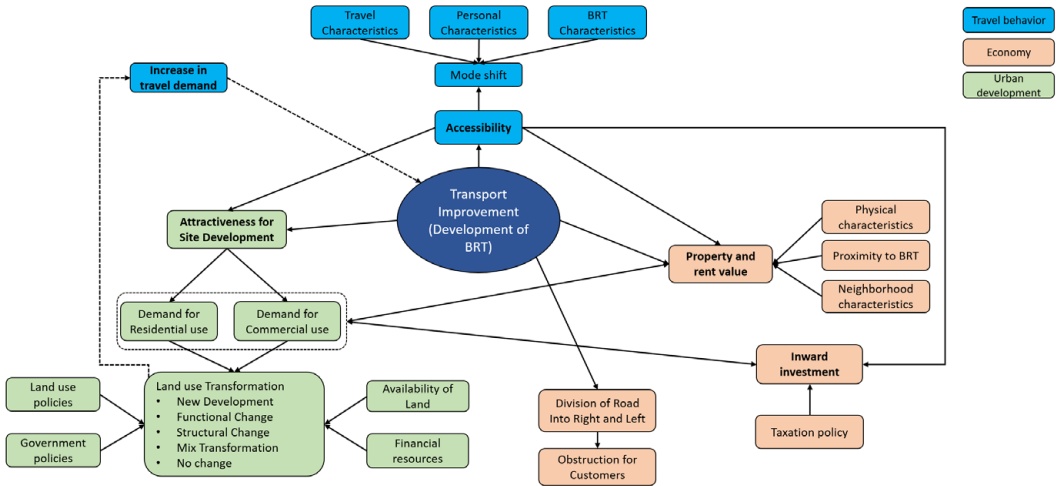 Travel
Characteristics
Personal
Characteristics
BRT
Characteristics
Travel behavior
Economy
Urban
development
Increase in
travel demand
Mode shift
Accessibility
Transport
Improvement
(Development of
BRT)
Attractiveness for
Site Development
Physical
characteristics
Property and
rent value
Proximity to BRT
Neighborhood
characteristics
Demand for
Residential use
Demand for
Commercial use
Inward
investment
Land use
policies
Government
policies
Land use Transformation
• New Development
• Functional Change
• Structural Change
• Mix Transformation
• No change
Availability of
Land
Financial
resources
Division of Road
Into Right and Left
Obstruction for
Customers
Taxation policy